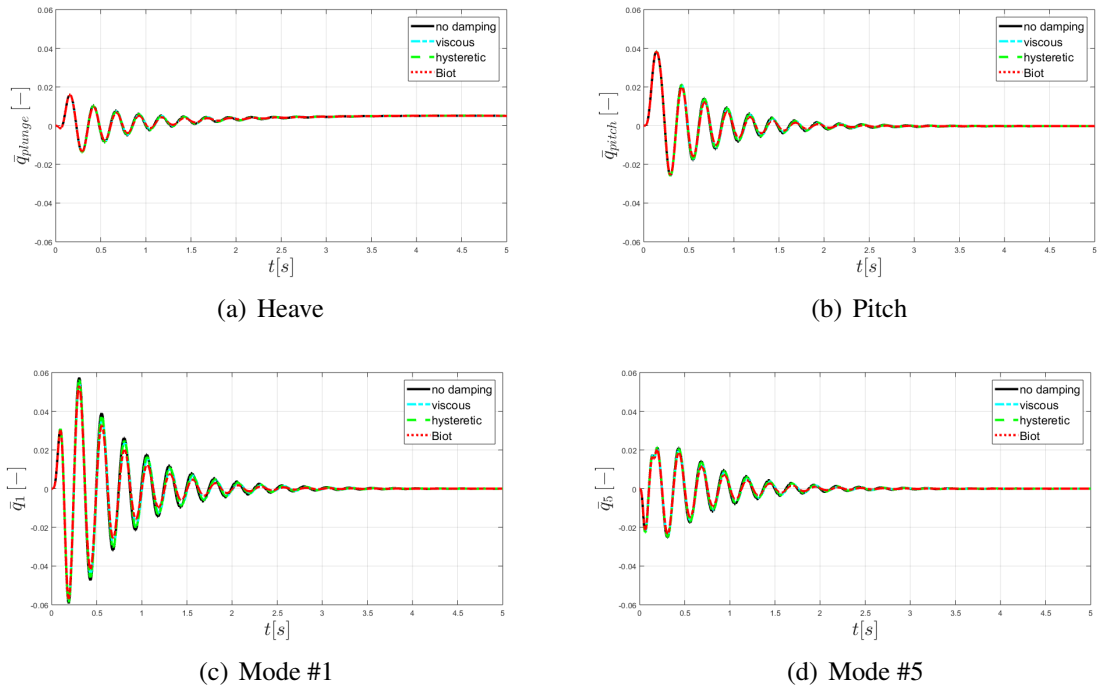 0.06
0.04
0.02
0
-0.02
-0.04
-0.06
q̄plunge [−]
0 0.5 1 1.5 2 2.5 3 3.5 4 4.5 5
t[s]
no damping
viscous
hysteretic
Biot
(a) Heave
0.06
0.04
0.02
0
-0.02
-0.04
-0.06
q̄pitch [−]
0 0.5 1 1.5 2 2.5 3 3.5 4 4.5 5
t[s]
no damping
viscous
hysteretic
Biot
(b) Pitch
0.06
0.04
0.02
0
-0.02
-0.04
-0.06
q̄1 [−]
0 0.5 1 1.5 2 2.5 3 3.5 4 4.5 5
t[s]
no damping
viscous
hysteretic
Biot
(c) Mode #1
0.06
0.04
0.02
0
-0.02
-0.04
-0.06
q̄5 [−]
0 0.5 1 1.5 2 2.5 3 3.5 4 4.5 5
t[s]
no damping
viscous
hysteretic
Biot
(d) Mode #5